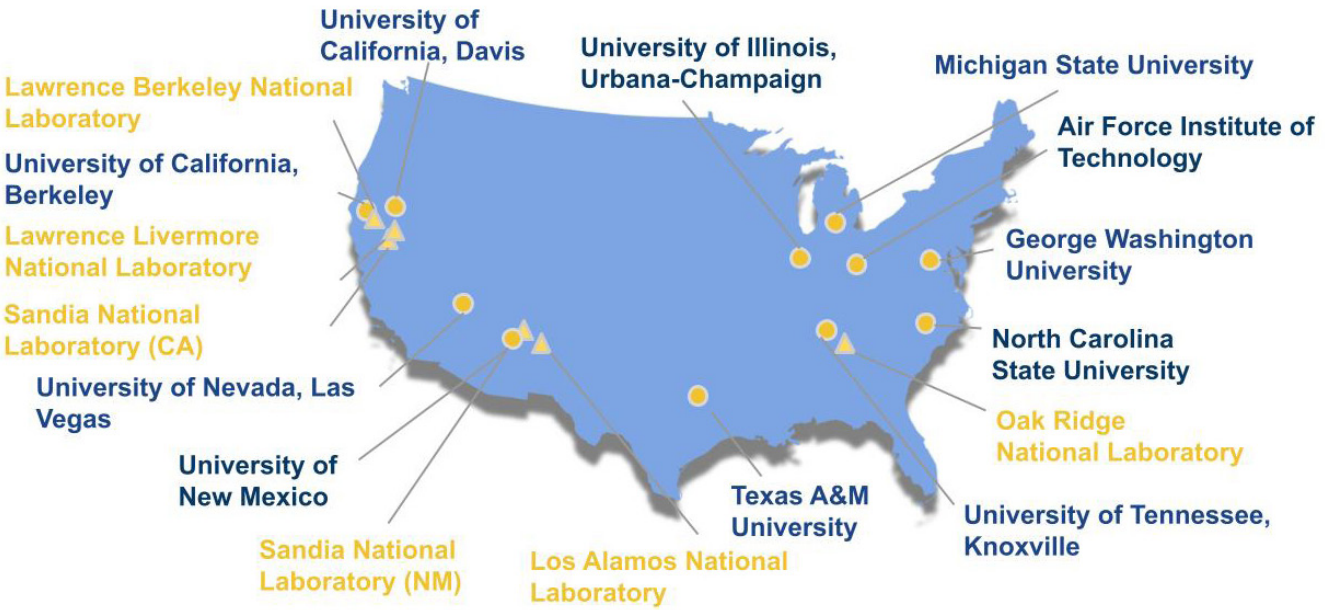 University of
California, Davis
University of Illinois,
Urbana-Champaign
Michigan State University
Lawrence Berkeley National
Laboratory
Air Force Institute of
Technology
University of California,
Berkeley
Lawrence Livermore
National Laboratory
George Washington
University
Sandia National
Laboratory (CA)
North Carolina
State University
University of Nevada, Las
Vegas
Oak Ridge
National Laboratory
University of
New Mexico
Texas A&M
University
University of Tennessee,
Knoxville
Sandia National
Laboratory (NM)
Los Alamos National
Laboratory